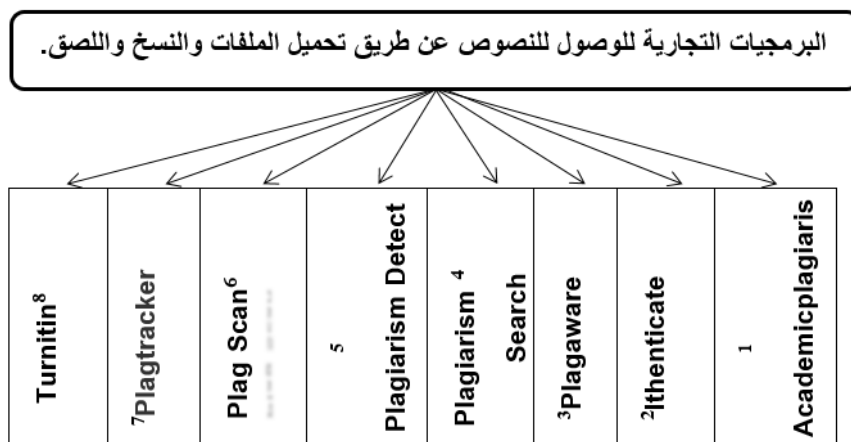 البرمجيات التجارية للوصول للنصوص عن طريق تحميل الملفات والنسخ واللصق.
Academicplagiaris
1
²Ithenticate
³Plagaware
Plagiarism ⁴
Search
Plagiarism Detect
5
Plag Scan⁶
⁷Plagtracker
Turnitin⁸